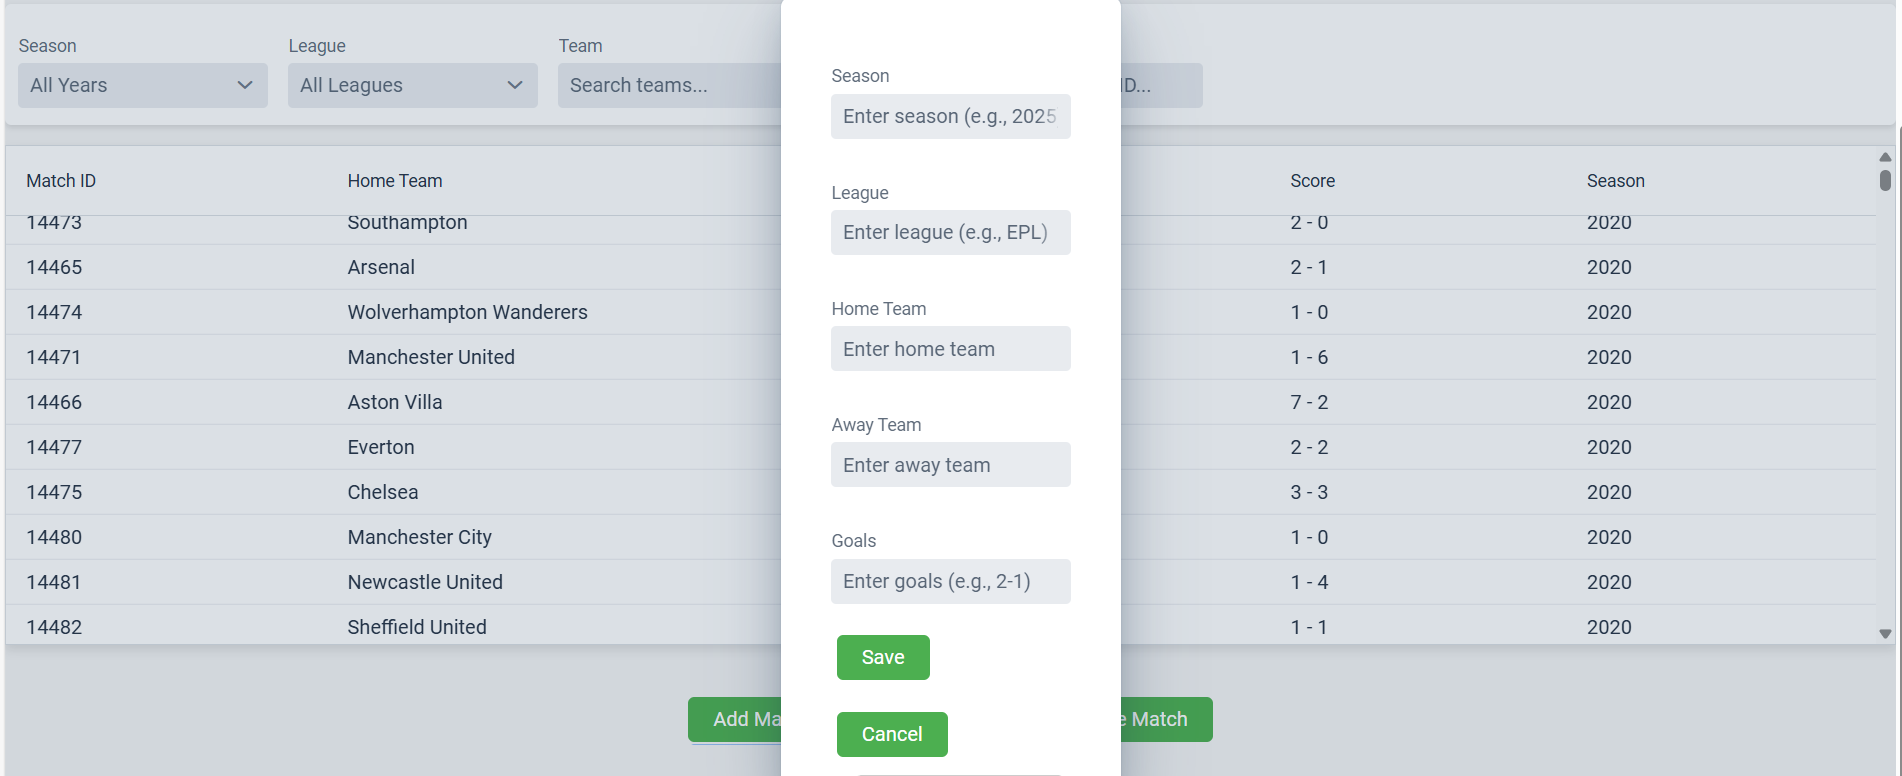 Season
League
Team
All Years
All Leagues
Search teams...
ID...
Match ID
Home Team
Score
Season
14473 Southampton 2 - 0 2020
14465 Arsenal 2 - 1 2020
14474 Wolverhampton Wanderers 1 - 0 2020
14471 Manchester United 1 - 6 2020
14466 Aston Villa 7 - 2 2020
14477 Everton 2 - 2 2020
14475 Chelsea 3 - 3 2020
14480 Manchester City 1 - 0 2020
14481 Newcastle United 1 - 4 2020
14482 Sheffield United 1 - 1 2020
Add Ma
e Match
Season
Enter season (e.g., 2025
League
Enter league (e.g., EPL)
Home Team
Enter home team
Away Team
Enter away team
Goals
Enter goals (e.g., 2-1)
Save
Cancel